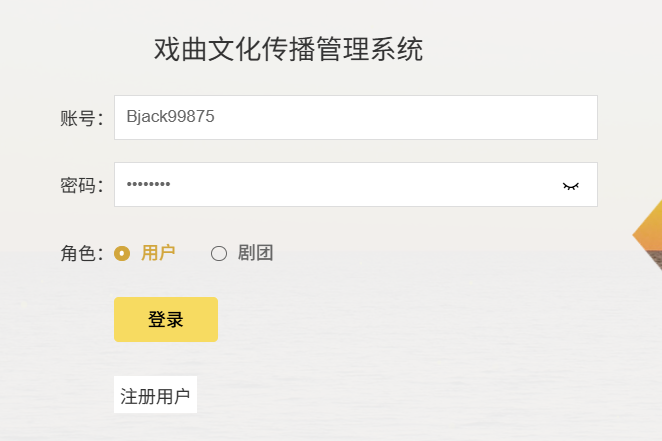 戏曲文化传播管理系统
账号： Bjack99875
密码： ••••••••
角色： 用户 剧团
登录
注册用户